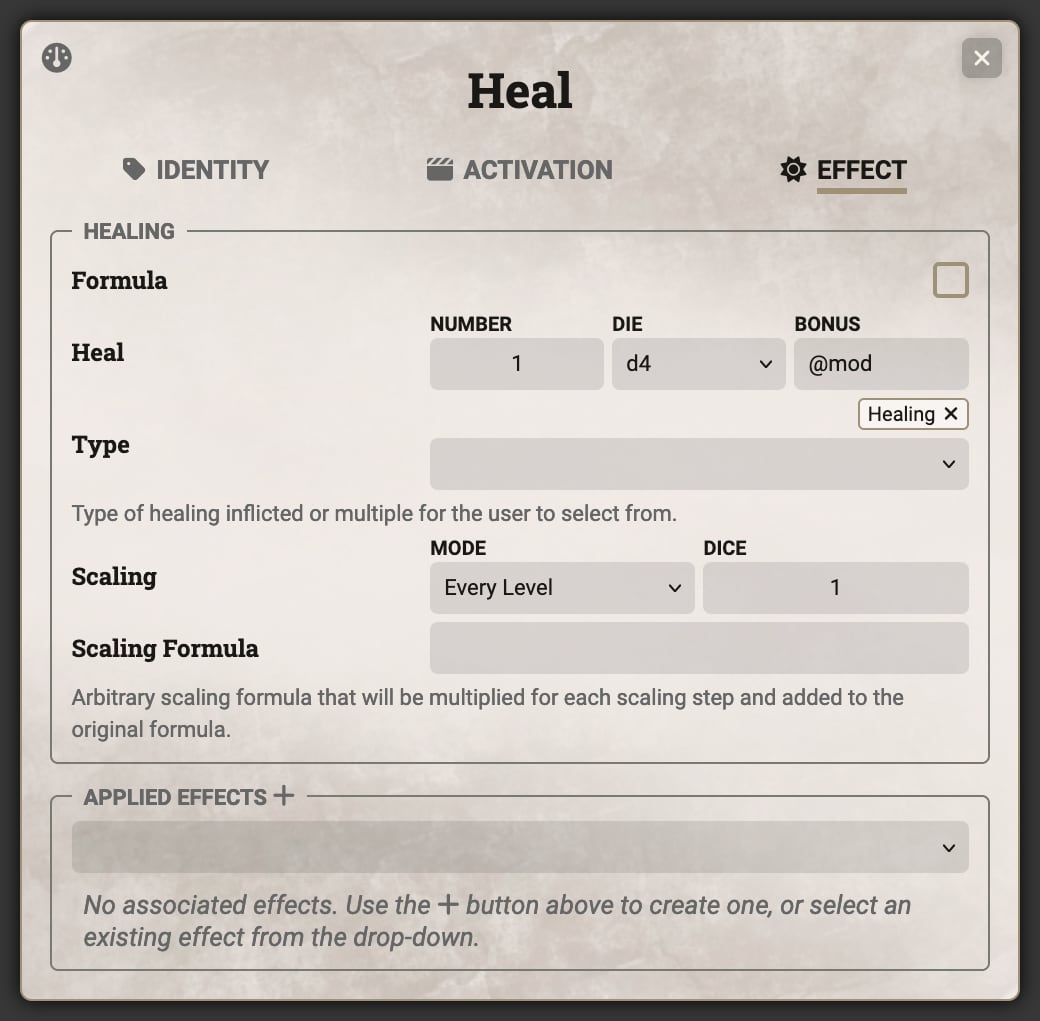 Heal
IDENTITY
ACTIVATION
EFFECT
HEALING
Formula
NUMBER
DIE
BONUS
Heal
1
d4
@mod
Healing
Type
Type of healing inflicted or multiple for the user to select from.
MODE
DICE
Scaling
Every Level
1
Scaling Formula
Arbitrary scaling formula that will be multiplied for each scaling step and added to the
original formula.
APPLIED EFFECTS +
No associated effects. Use the + button above to create one, or select an
existing effect from the drop-down.